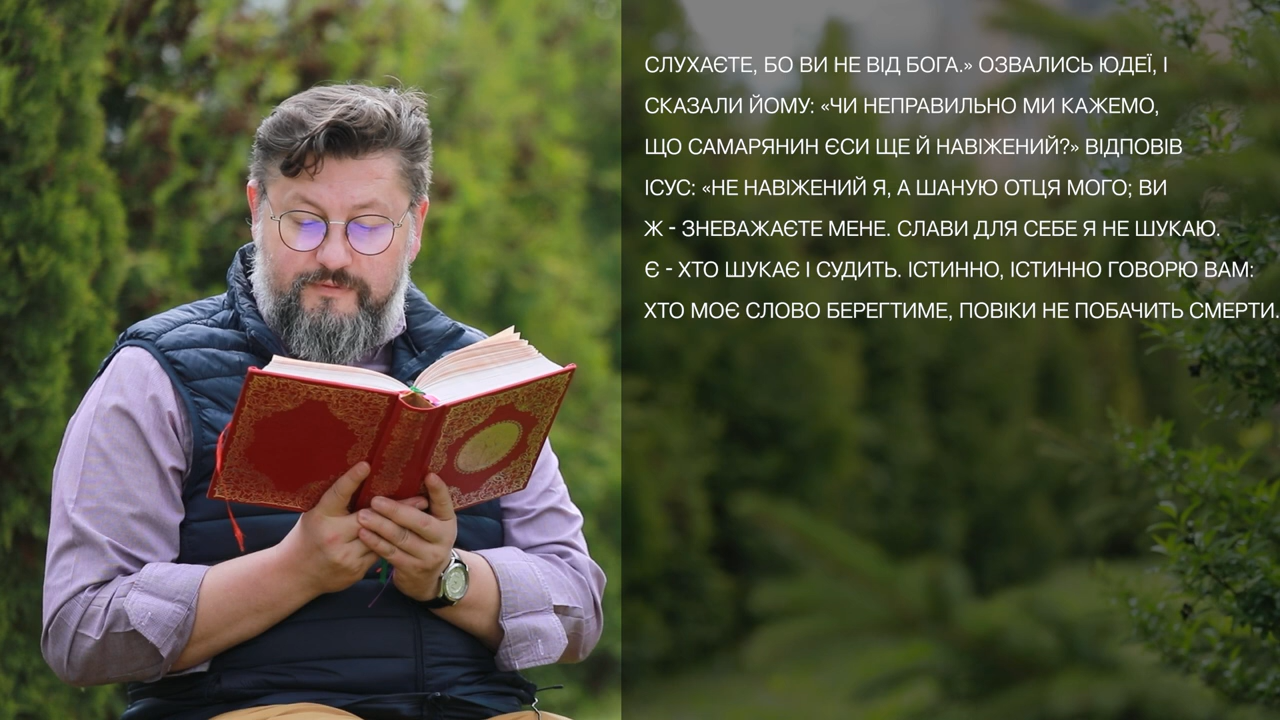 СЛУХАЄТЕ, БО ВИ НЕ ВІД БОГА.» ОЗВАЛИСЬ ЮДЕЇ, І
СКАЗАЛИ ЙОМУ: «ЧИ НЕПРАВИЛЬНО МИ КАЖЕМО,
ЩО САМАРЯНИН ЄСИ ЩЕ Й НАВІЖЕНИЙ?» ВІДПОВІВ
ІСУС: «НЕ НАВІЖЕНИЙ Я, А ШАНУЮ ОТЦЯ МОГО; ВИ
Ж - ЗНЕВАЖАЄТЕ МЕНЕ. СЛАВИ ДЛЯ СЕБЕ Я НЕ ШУКАЮ.
Є - ХТО ШУКАЄ І СУДИТЬ. ІСТИННО, ІСТИННО ГОВОРЮ ВАМ:
ХТО МОЄ СЛОВО БЕРЕГТИМЕ, ПОВІКИ НЕ ПОБАЧИТЬ СМЕРТИ.